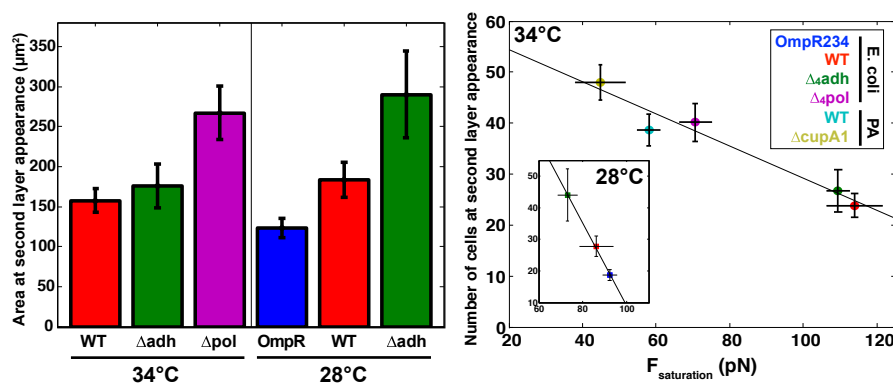 Area at second layer appearance (µm²)
350
300
250
200
150
100
50
0
WT
Δadh
Δpol
OmpR
WT
Δadh
34°C
28°C
Number of cells at second layer appearance
60
50
40
30
20
10
0
34°C
OmpR234
WT
Δ₄adh
Δ₄pol
WT
ΔcupA1
E. coli
PA
28°C
50
40
30
20
10
60
80
100
20
40
60
80
100
120
F saturation (pN)